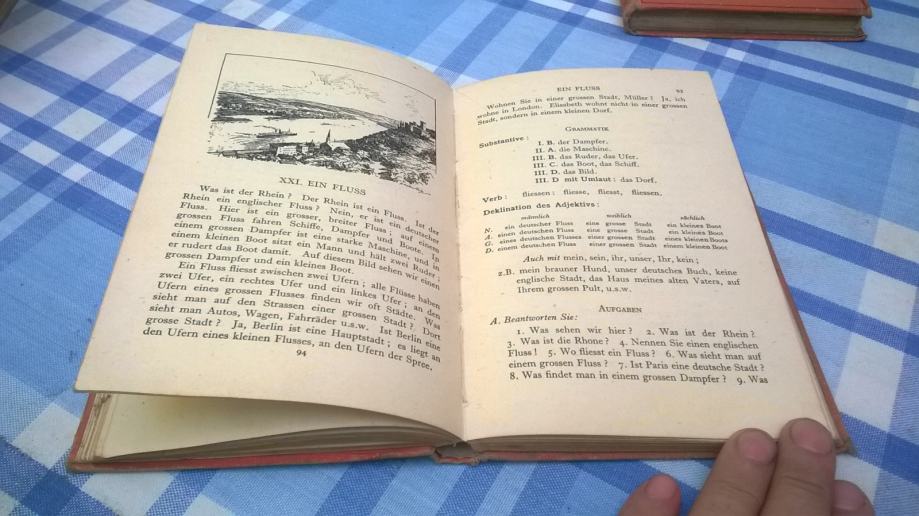 XXI. EIN FLUSS
Was ist der Rhein? Der Rhein ist ein Fluss. Ist der
Rhein ein englischer Fluss? Nein, er ist ein deutscher
Fluss. Hier ist ein grosser, breiter Fluss; auf einem
grossen Fluss fahren Schiffe, Dampfer und Boote. In
einem grossen Dampfer ist eine starke Maschine, und in
einem kleinen Boot sitzt ein Mann und hält zwei Ruder;
er rudert das Boot damit. Auf diesem Bild sehen wir einen
grossen Dampfer und ein kleines Boot.
Ein Fluss fliesst zwischen zwei Ufern; alle Flüsse haben
zwei Ufer, ein rechtes Ufer und ein linkes Ufer; an den
Ufern eines grossen Flusses finden wir oft Städte. Was
sieht man auf den Strassen einer grossen Stadt? Dort
sieht man Autos, Wagen, Fahrräder u.s.w. Ist Berlin eine
grosse Stadt? Ja, Berlin ist eine Hauptstadt; es liegt an
den Ufern eines kleinen Flusses, an den Ufern der Spree.
94
EIN FLUSS
Wohnen Sie in einer grossen Stadt, Müller? Ja, ich
wohne in London. Elisabeth wohnt nicht in einer grossen
Stadt, sondern in einem kleinen Dorf.
GRAMMATIK
Substantive:
I. B. der Dampfer.
II. A. die Maschine.
III. B. das Ruder, das Ufer.
III. C. das Boot, das Schiff.
III. D. das Bild.
III. D mit Umlaut: das Dorf.
Verb: fliessen: fliesse, fliesst, fliessen.
Deklination des Adjektivs:
männlich weiblich sächlich
N. ein deutscher Fluss eine grosse Stadt ein kleines Boot
A. einen deutschen Fluss eine grosse Stadt ein kleines Boot
G. eines deutschen Flusses einer grossen Stadt eines kleinen Boots
D. einem deutschen Fluss einer grossen Stadt einem kleinen Boot
Auch mit mein, sein, ihr, unser, Ihr, kein;
z.B. mein brauner Hund, unser deutsches Buch, keine
englische Stadt, das Haus meines alten Vaters, auf
Ihrem grossen Pult, u.s.w.
AUFGABEN
A. Beantworten Sie:
1. Was sehen wir hier? 2. Was ist der Rhein?
3. Was ist die Rhone? 4. Nennen Sie einen englischen
Fluss! 5. Wo fliesst ein Fluss? 6. Was sieht man auf
einem grossen Fluss? 7. Ist Paris eine deutsche Stadt?
8. Was findet man in einem grossen Dampfer? 9. Was